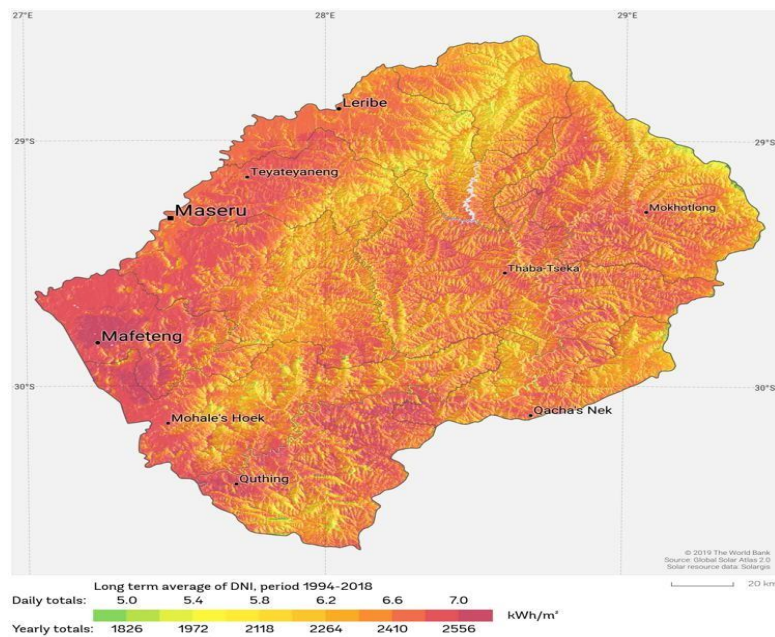 27°E 28°E 29°E
Leribe
29°S 29°S
Teyateyaneng
Maseru
Mokhotlong
Thaba-Tseka
Mafeteng
30°S 30°S
Mohale's Hoek
Qacha's Nek
Quthing
© 2019 The World Bank
Source: Global Solar Atlas 2.0
Solar resource data: Solargis
Long term average of DNI, period 1994-2018
20 km
Daily totals: 5.0 5.4 5.8 6.2 6.6 7.0
kWh/m²
Yearly totals: 1826 1972 2118 2264 2410 2556